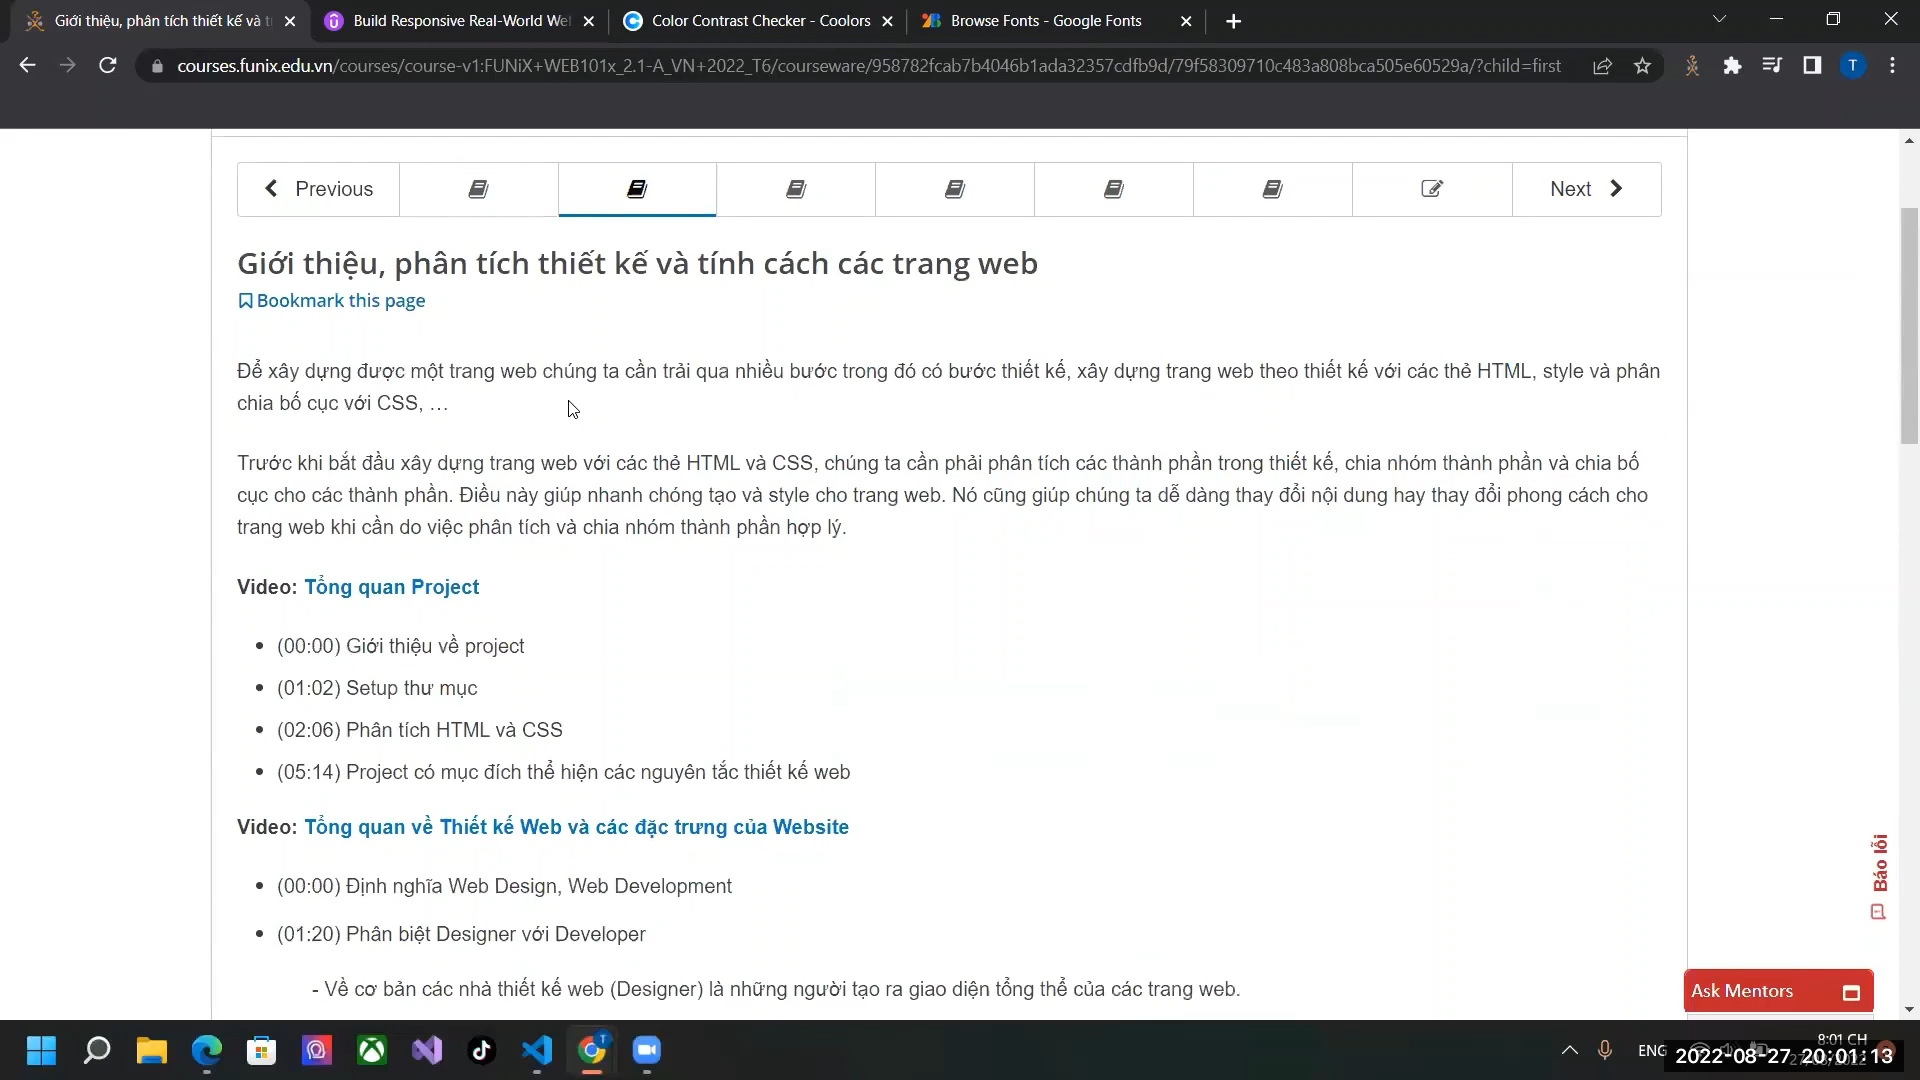 Giới thiệu, phân tích thiết kế và t
Build Responsive Real-World We
Color Contrast Checker - Coolors
Browse Fonts - Google Fonts
courses.funix.edu.vn/courses/course-v1:FUNiX+WEB101x_2.1-A_VN+2022_T6/courseware/958782fcab7b4046b1ada32357cdfb9d/79f58309710c483a808bca505e60529a/?child=first
T
Previous
Next
Giới thiệu, phân tích thiết kế và tính cách các trang web
Bookmark this page
Để xây dựng được một trang web chúng ta cần trải qua nhiều bước trong đó có bước thiết kế, xây dựng trang web theo thiết kế với các thẻ HTML, style và phân
chia bố cục với CSS, …
Trước khi bắt đầu xây dựng trang web với các thẻ HTML và CSS, chúng ta cần phải phân tích các thành phần trong thiết kế, chia nhóm thành phần và chia bố
cục cho các thành phần. Điều này giúp nhanh chóng tạo và style cho trang web. Nó cũng giúp chúng ta dễ dàng thay đổi nội dung hay thay đổi phong cách cho
trang web khi cần do việc phân tích và chia nhóm thành phần hợp lý.
Video: Tổng quan Project
• (00:00) Giới thiệu về project
• (01:02) Setup thư mục
• (02:06) Phân tích HTML và CSS
• (05:14) Project có mục đích thể hiện các nguyên tắc thiết kế web
Video: Tổng quan về Thiết kế Web và các đặc trưng của Website
• (00:00) Định nghĩa Web Design, Web Development
• (01:20) Phân biệt Designer với Developer
- Về cơ bản các nhà thiết kế web (Designer) là những người tạo ra giao diện tổng thể của các trang web.
Báo lỗi
Ask Mentors
T
ENG
8:01 CH
2022-08-27 20:01:13